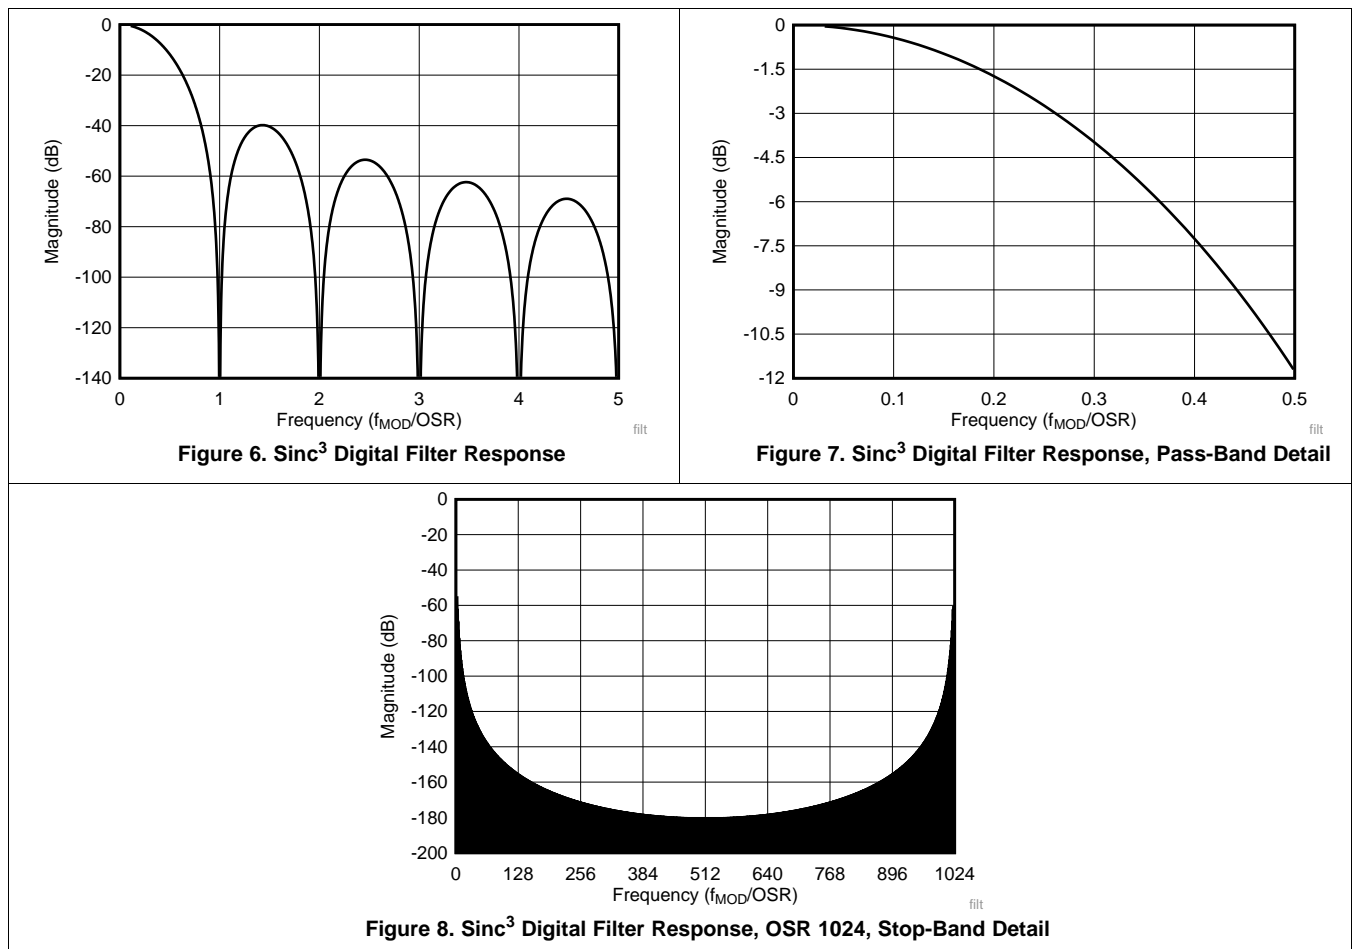 0
-20
-40
-60
-80
-100
-120
-140
Magnitude (dB)
0 1 2 3 4 5
Frequency (fMOD/OSR)
filt
Figure 6. Sinc3 Digital Filter Response
0
-1.5
-3
-4.5
-6
-7.5
-9
-10.5
-12
Magnitude (dB)
0 0.1 0.2 0.3 0.4 0.5
Frequency (fMOD/OSR)
filt
Figure 7. Sinc3 Digital Filter Response, Pass-Band Detail
0
-20
-40
-60
-80
-100
-120
-140
-160
-180
-200
Magnitude (dB)
0 128 256 384 512 640 768 896 1024
Frequency (fMOD/OSR)
filt
Figure 8. Sinc3 Digital Filter Response, OSR 1024, Stop-Band Detail